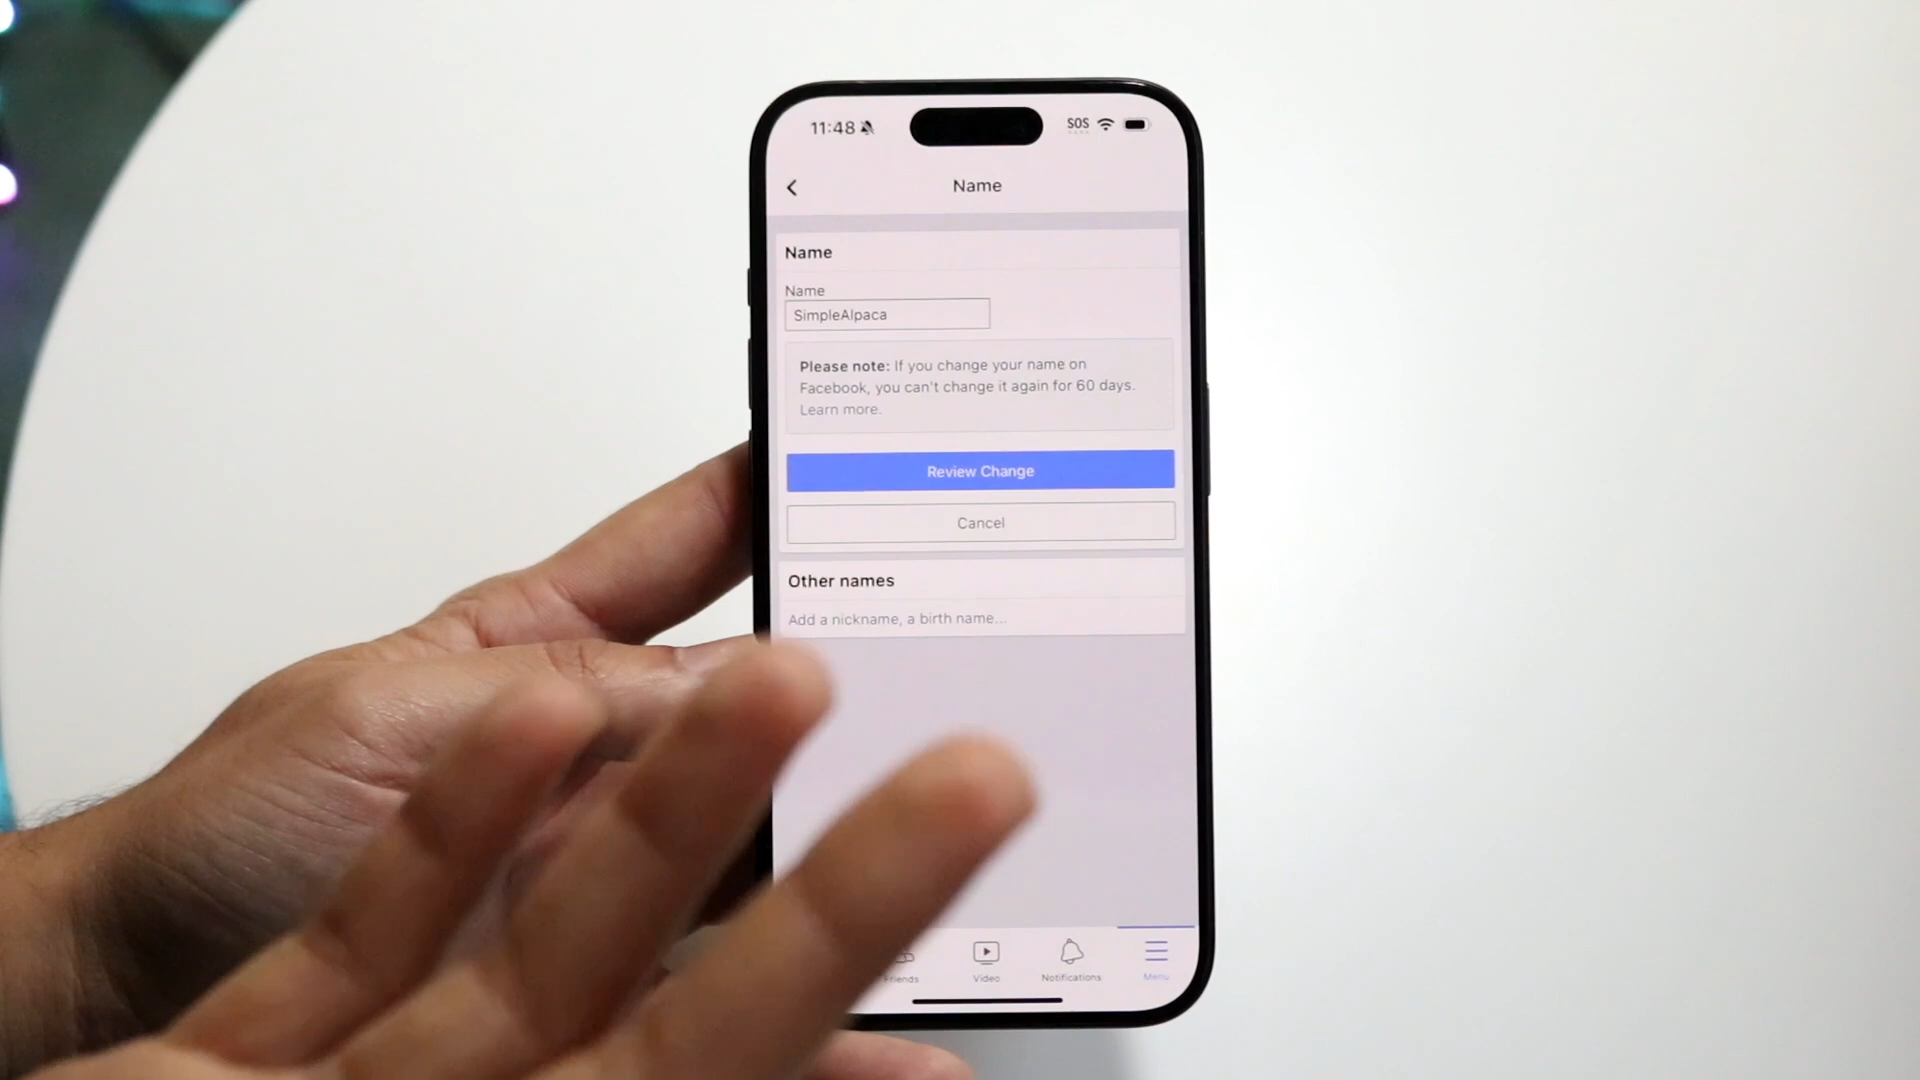 11:48
SOS
Name
Name
Name
SimpleAlpaca
Please note: If you change your name on
Facebook, you can't change it again for 60 days.
Learn more.
Review Change
Cancel
Other names
Add a nickname, a birth name...
Friends
Video
Notifications
Menu